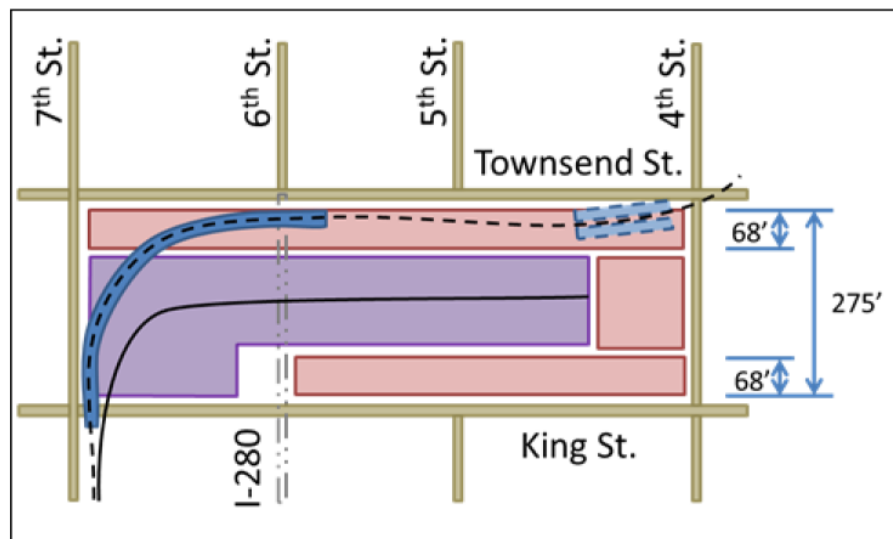 7th St.
6th St.
5th St.
4th St.
Townsend St.
68’
275’
68’
I-280
King St.